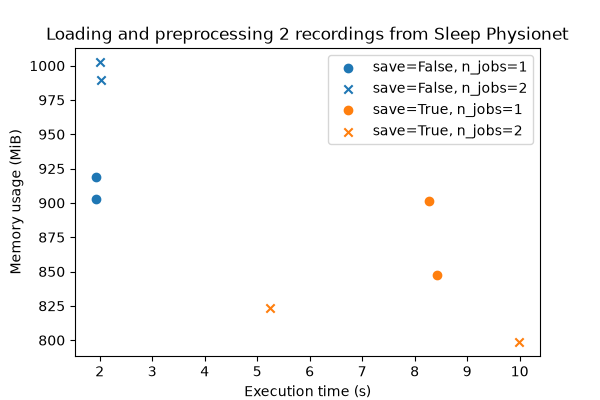 Loading and preprocessing 2 recordings from Sleep Physionet
save=False, n_jobs=1
save=False, n_jobs=2
save=True, n_jobs=1
save=True, n_jobs=2
Memory usage (MiB)
1000
975
950
925
900
875
850
825
800
2 3 4 5 6 7 8 9 10
Execution time (s)